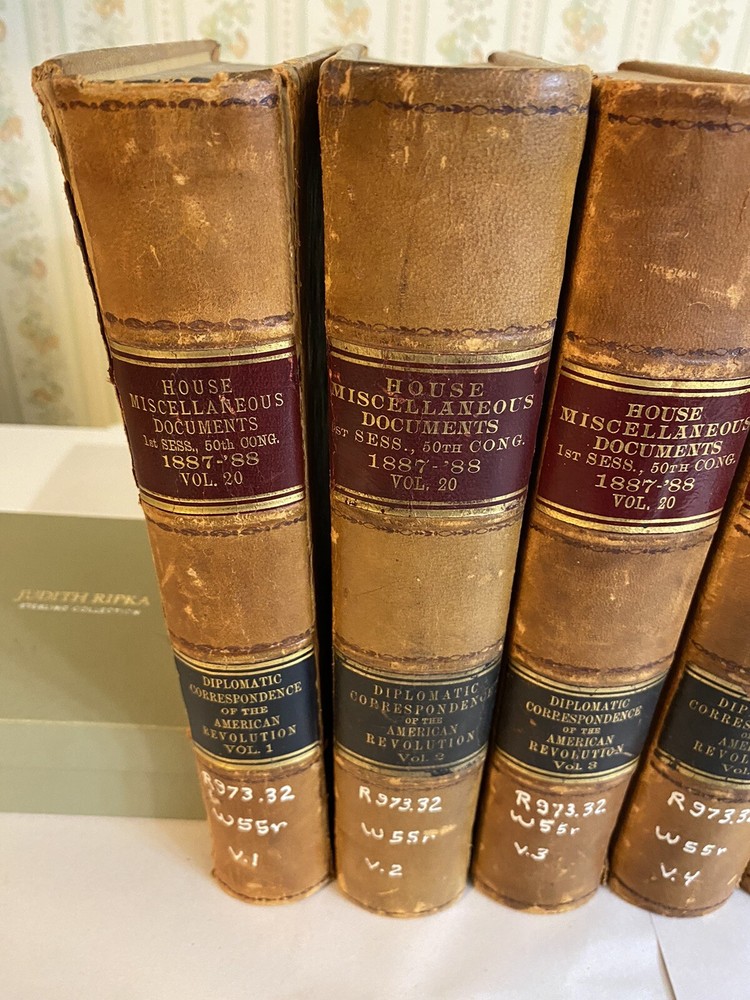 HOUSE
MISCELLANEOUS
DOCUMENTS
1st SESS., 50th CONG.
1887-'88
VOL. 20
DIPLOMATIC
CORRESPONDENCE
OF THE
AMERICAN
REVOLUTION
VOL. 1
R973.32
W55r
V.1
HOUSE
MISCELLANEOUS
DOCUMENTS
1ST SESS., 50TH CONG.
1887-'88
VOL. 20
DIPLOMATIC
CORRESPONDENCE
OF THE
AMERICAN
REVOLUTION
Vol. 2
R973.32
W55r
V.2
HOUSE
MISCELLANEOUS
DOCUMENTS
1ST SESS., 50TH CONG.
1887-'88
VOL. 20
DIPLOMATIC
CORRESPONDENCE
OF THE
AMERICAN
REVOLUTION
Vol. 3
R973.32
W55r
V.3
R973.32
W55r
V.4
JUDITH RIPKA
STERLING COLLECTION